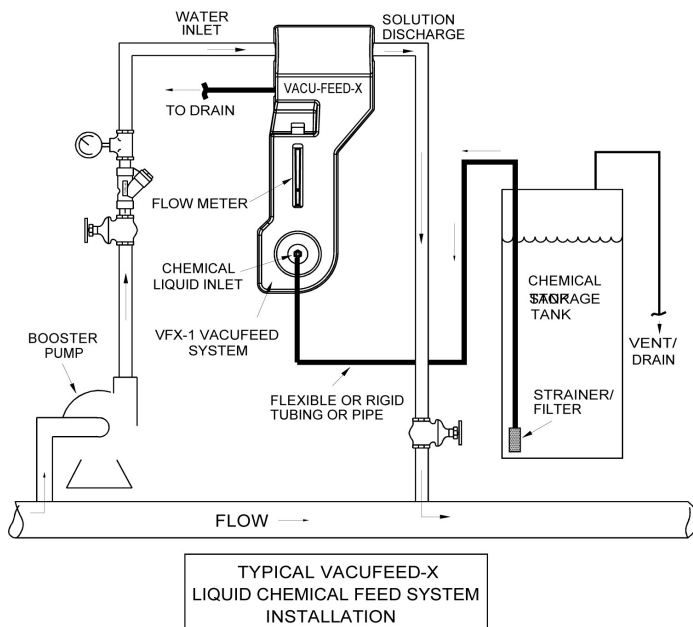 WATER
INLET
SOLUTION
DISCHARGE
VACU-FEED-X
TO DRAIN
FLOW METER
CHEMICAL
LIQUID INLET
VFX-1 VACUFEED
SYSTEM
BOOSTER
PUMP
FLEXIBLE OR RIGID
TUBING OR PIPE
CHEMICAL
STORAGE
TANK
TANK
VENT/
DRAIN
STRAINER/
FILTER
FLOW
TYPICAL VACUFEED-X
LIQUID CHEMICAL FEED SYSTEM
INSTALLATION